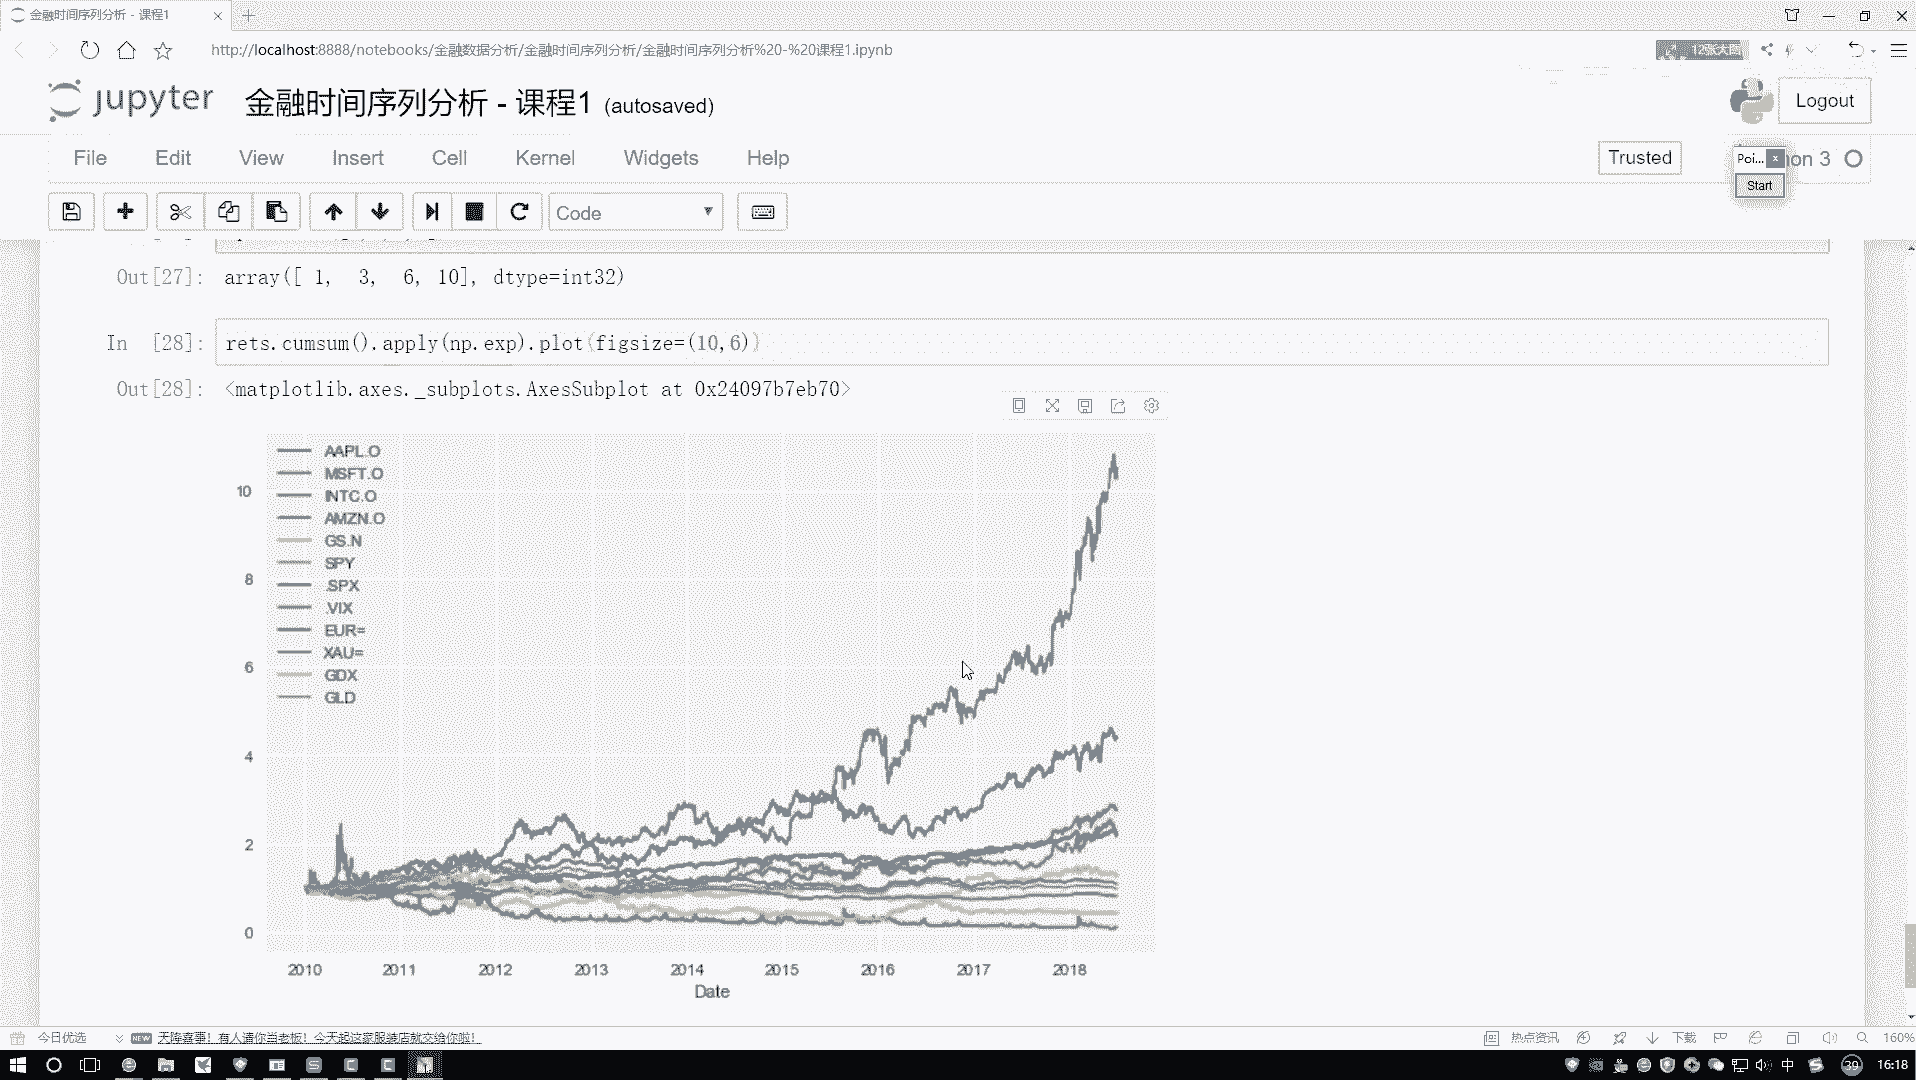 金融时间序列分析 - 课程1
http://localhost:8888/notebooks/金融数据分析/金融时间序列分析/金融时间序列分析%20-%20课程1.ipynb
12张大图
jupyter 金融时间序列分析 - 课程1 (autosaved)
Logout
File Edit View Insert Cell Kernel Widgets Help
Trusted
Poi...
on 3
Start
Code
Out[27]: array([ 1, 3, 6, 10], dtype=int32)
In [28]: rets.cumsum().apply(np.exp).plot(figsize=(10,6))
Out[28]: <matplotlib.axes._subplots.AxesSubplot at 0x24097b7eb70>
AAPL.O
MSFT.O
INTC.O
AMZN.O
GS.N
SPY
.SPX
.VIX
EUR=
XAU=
GDX
GLD
10
8
6
4
2
0
2010 2011 2012 2013 2014 2015 2016 2017 2018
Date
今日优选
NEW
天降喜事！有人请你当老板！今天起这家服装店就交给你啦！
热点资讯
下载
160%
中
39
16:18